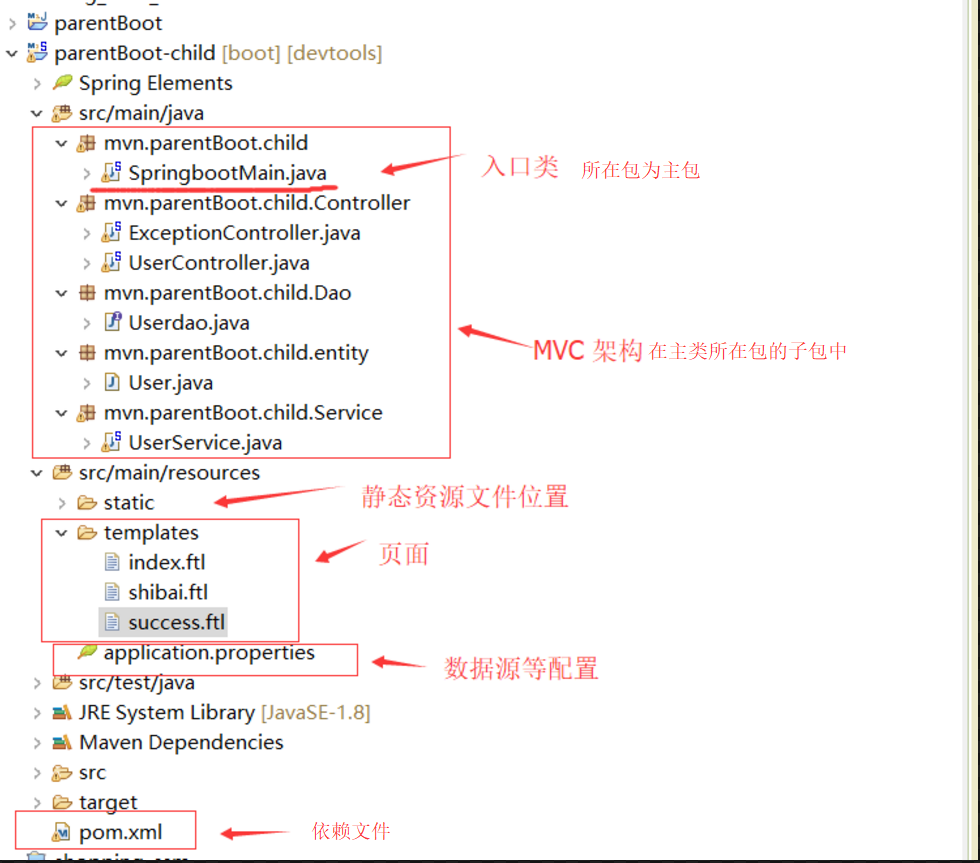 parentBoot
parentBoot-child [boot] [devtools]
Spring Elements
src/main/java
mvn.parentBoot.child
SpringbootMain.java
入口类 所在包为主包
mvn.parentBoot.child.Controller
ExceptionController.java
UserController.java
mvn.parentBoot.child.Dao
Userdao.java
MVC 架构 在主类所在包的子包中
mvn.parentBoot.child.entity
User.java
mvn.parentBoot.child.Service
UserService.java
src/main/resources
static
静态资源文件位置
templates
页面
index.ftl
shibai.ftl
success.ftl
application.properties
数据源等配置
src/test/java
JRE System Library [JavaSE-1.8]
Maven Dependencies
src
target
pom.xml
依赖文件